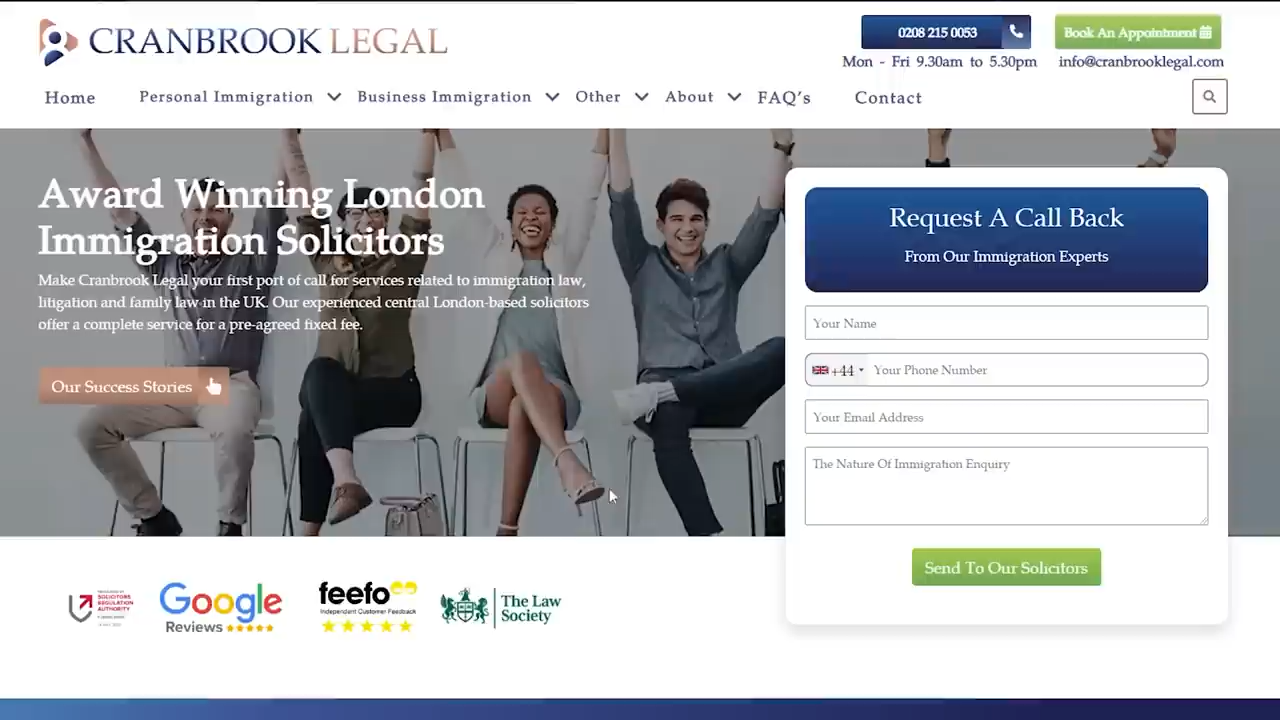 CRANBROOK LEGAL
0208 215 0053
Book An Appointment
Mon - Fri 9.30am to 5.30pm
info@cranbrooklegal.com
Home
Personal Immigration
Business Immigration
Other
About
FAQ's
Contact
Award Winning London
Immigration Solicitors
Make Cranbrook Legal your first port of call for services related to immigration law,
litigation and family law in the UK. Our experienced central London-based solicitors
offer a complete service for a pre-agreed fixed fee.
Our Success Stories
Request A Call Back
From Our Immigration Experts
Your Name
+44
Your Phone Number
Your Email Address
The Nature Of Immigration Enquiry
Send To Our Solicitors
SOLICITORS
REGULATION
AUTHORITY
Google
Reviews
feefo
Independent Customer Feedback
The Law
Society